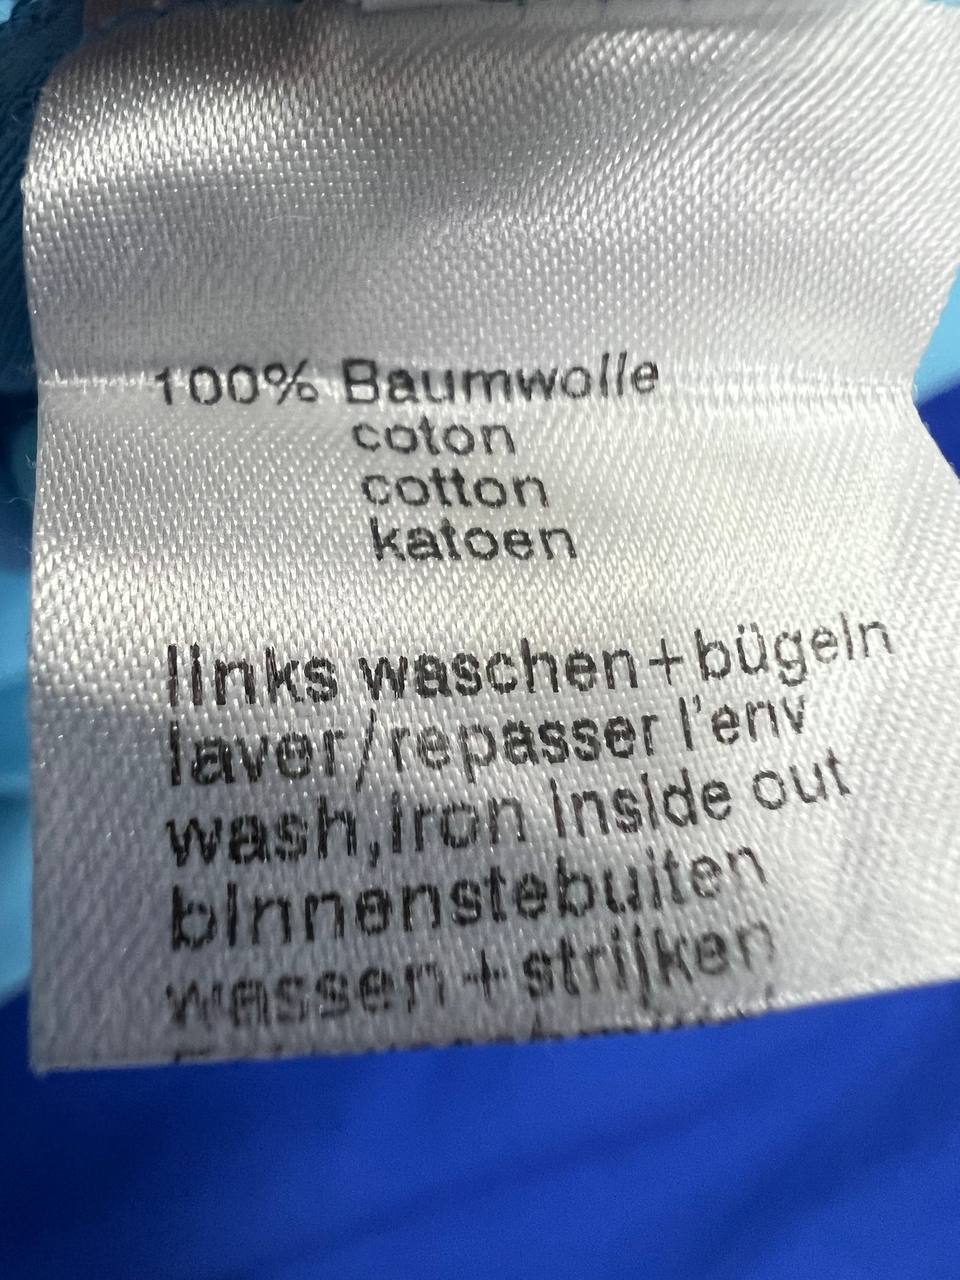 100% Baumwolle
coton
cotton
katoen
links waschen+bügeln
laver/repasser l'env
wash,iron inside out
binnenstebuiten
wassen+strijken